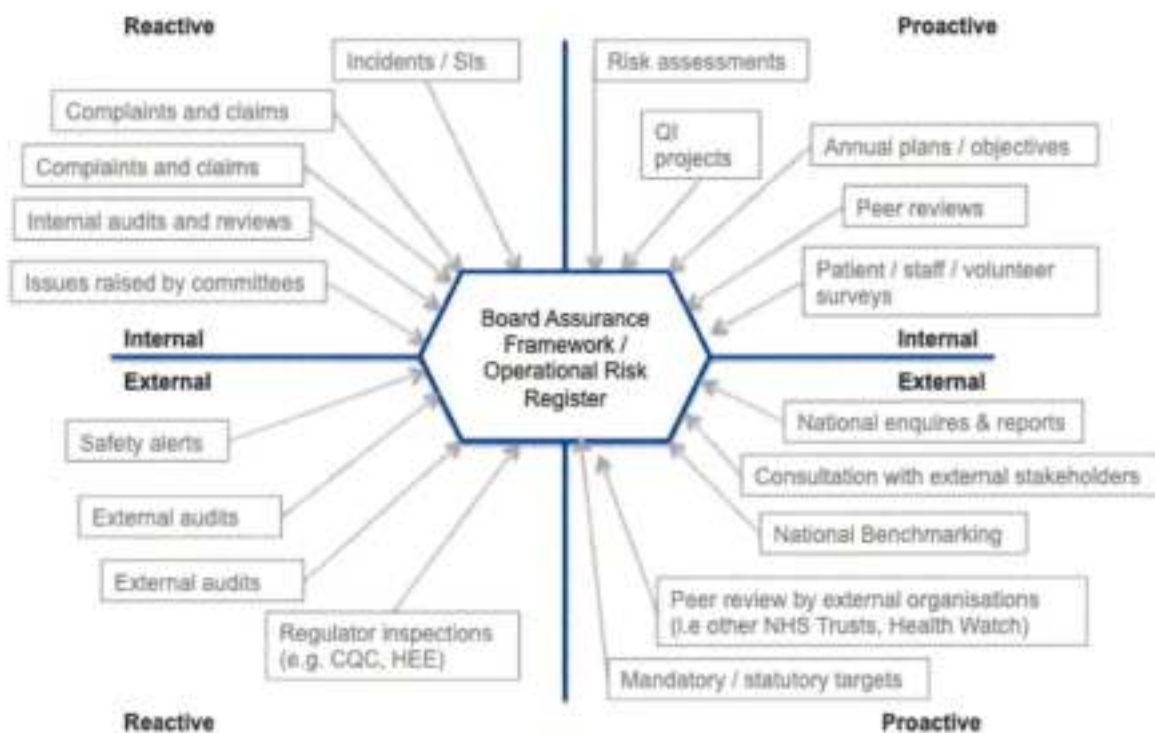 Reactive
Proactive
Incidents / SIs
Risk assessments
Complaints and claims
QI
projects
Annual plans / objectives
Complaints and claims
Internal audits and reviews
Peer reviews
Issues raised by committees
Patient / staff / volunteer
surveys
Board Assurance
Framework /
Operational Risk
Register
Internal
Internal
External
External
Safety alerts
National enquires & reports
Consultation with external stakeholders
External audits
National Benchmarking
External audits
Peer review by external organisations
(i.e other NHS Trusts, Health Watch)
Regulator inspections
(e.g. CQC, HEE)
Mandatory / statutory targets
Reactive
Proactive